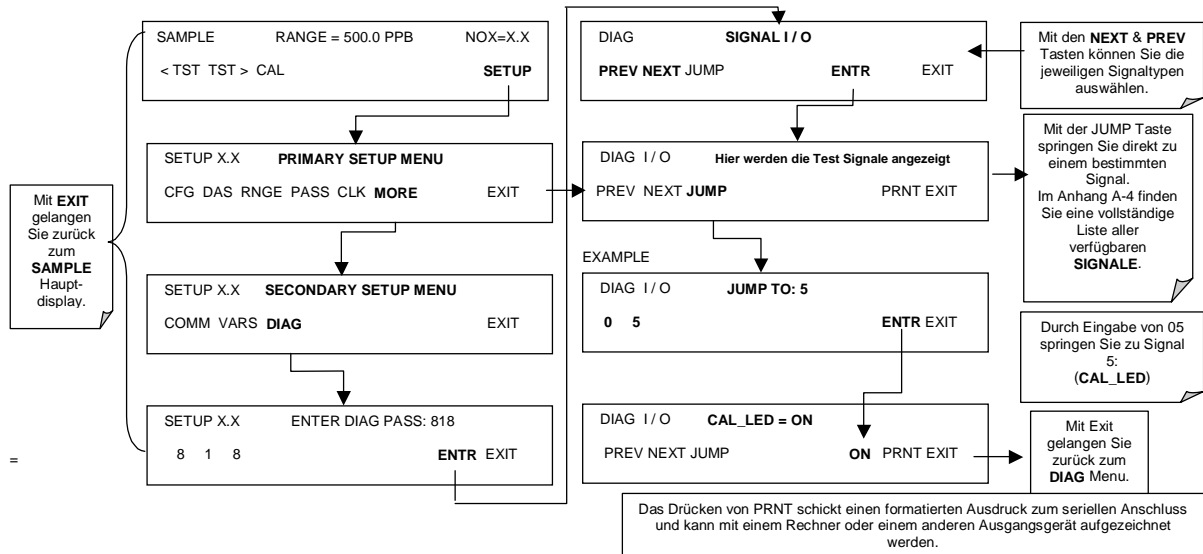 SAMPLE RANGE = 500.0 PPB NOX=X.X
< TST TST > CAL SETUP
SETUP X.X PRIMARY SETUP MENU
CFG DAS RNGE PASS CLK MORE EXIT
Mit EXIT
gelangen
Sie zurück
zum
SAMPLE
Haupt-
display.
SETUP X.X SECONDARY SETUP MENU
COMM VARS DIAG EXIT
SETUP X.X ENTER DIAG PASS: 818
8 1 8 ENTR EXIT
=
DIAG SIGNAL I / O
PREV NEXT JUMP ENTR EXIT
Mit den NEXT & PREV
Tasten können Sie die
jeweiligen Signaltypen
auswählen.
DIAG I / O Hier werden die Test Signale angezeigt
PREV NEXT JUMP PRNT EXIT
Mit der JUMP Taste
springen Sie direkt zu
einem bestimmten
Signal.
Im Anhang A-4 finden
Sie eine vollständige
Liste aller
verfügbaren
SIGNALE.
EXAMPLE
DIAG I / O JUMP TO: 5
0 5 ENTR EXIT
Durch Eingabe von 05
springen Sie zu Signal
5:
(CAL_LED)
DIAG I / O CAL_LED = ON
PREV NEXT JUMP ON PRNT EXIT
Mit Exit
gelangen Sie
zurück zum
DIAG Menu.
Das Drücken von PRNT schickt einen formatierten Ausdruck zum seriellen Anschluss
und kann mit einem Rechner oder einem anderen Ausgangsgerät aufgezeichnet
werden.